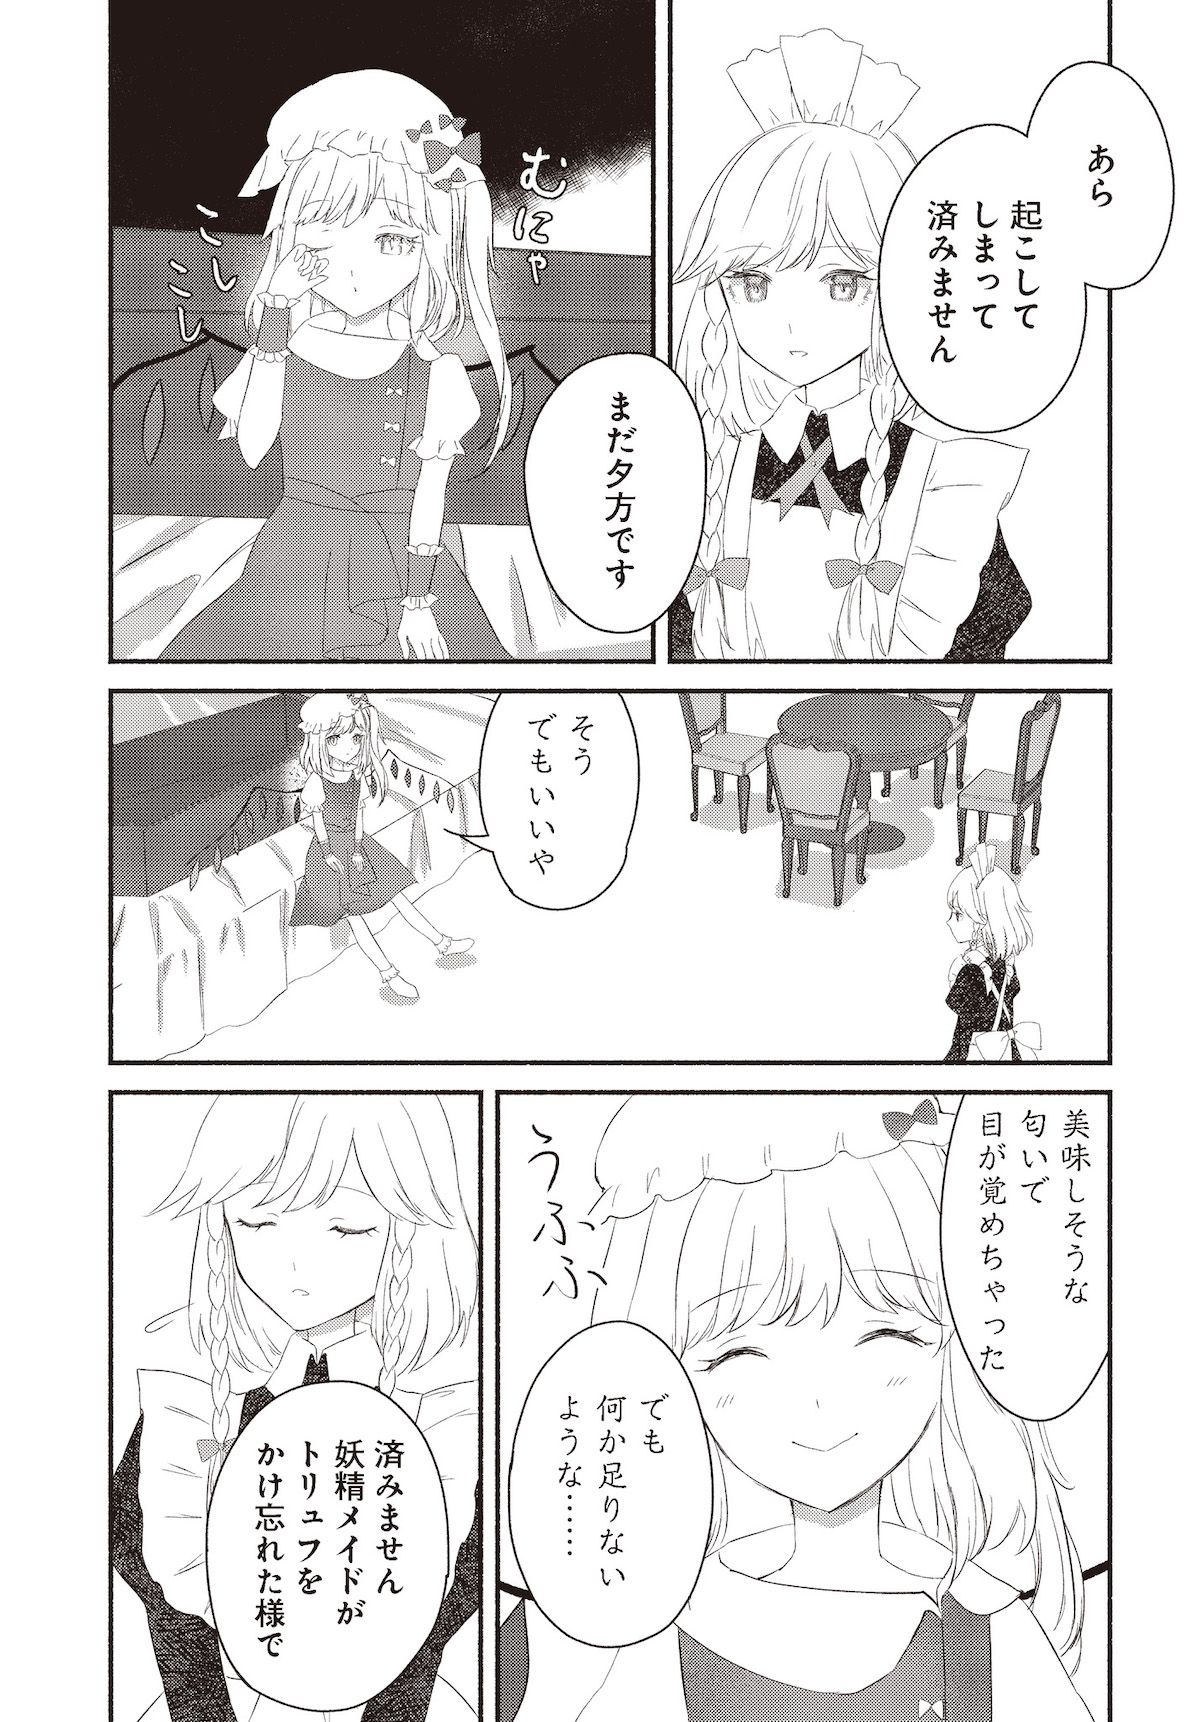 あら
起こして
しまって
済みません
まだ夕方です
むにゃ
こし
こし
そう
でもいいや
美味しそうな
匂いで
目が覚めちゃった
うふふ
でも
何か足りない
ような……
済みません
妖精メイドが
トリュフを
かけ忘れた様で